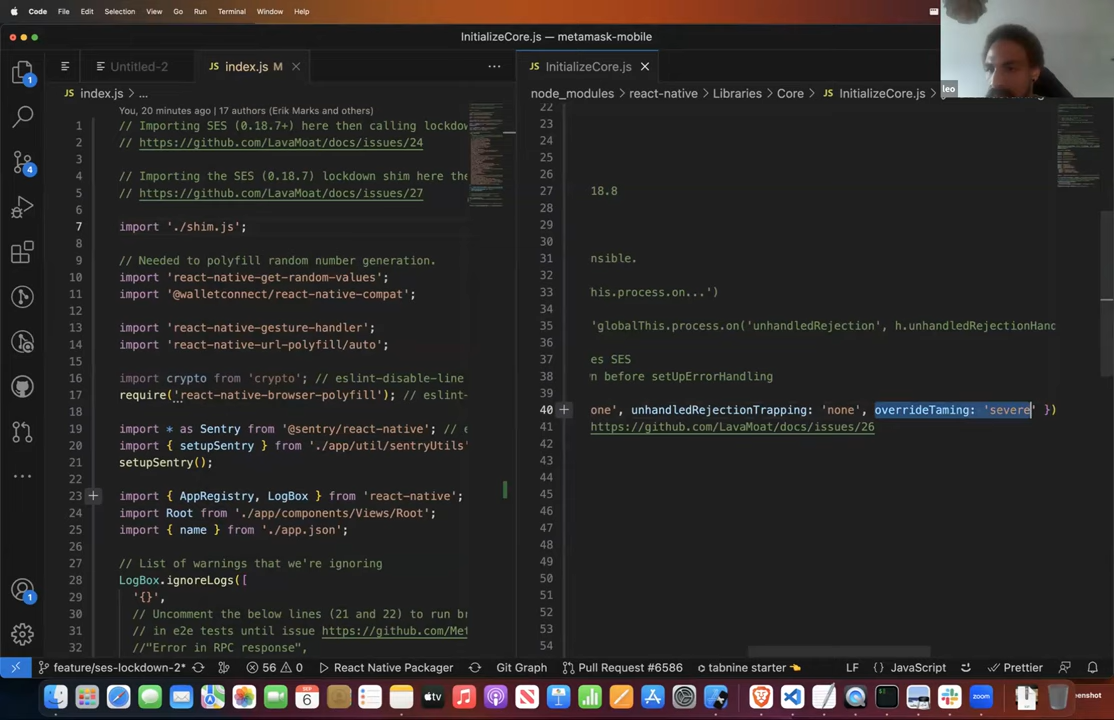 Code File Edit Selection View Go Run Terminal Window Help
InitializeCore.js — metamask-mobile
leo
Untitled-2
index.js M
InitializeCore.js
index.js > ...
node_modules > react-native > Libraries > Core > InitializeCore.js >
You, 20 minutes ago | 17 authors (Erik Marks and others)
1 // Importing SES (0.18.7+) here then calling lockdow
2 // https://github.com/LavaMoat/docs/issues/24
3
4 // Importing the SES (0.18.7) lockdown shim here the
5 // https://github.com/LavaMoat/docs/issues/27
6
7 import './shim.js';
8
9 // Needed to polyfill random number generation.
10 import 'react-native-get-random-values';
11 import '@walletconnect/react-native-compat';
12
13 import 'react-native-gesture-handler';
14 import 'react-native-url-polyfill/auto';
15
16 import crypto from 'crypto'; // eslint-disable-line
17 require('react-native-browser-polyfill'); // eslint-
18
19 import * as Sentry from '@sentry/react-native'; // e
20 import { setupSentry } from './app/util/sentryUtils'
21 setupSentry();
22
23 import { AppRegistry, LogBox } from 'react-native';
24 import Root from './app/components/Views/Root';
25 import { name } from './app.json';
26
27 // List of warnings that we're ignoring
28 LogBox.ignoreLogs([
29 '{}',
30 // Uncomment the below lines (21 and 22) to run br
31 // in e2e tests until issue https://github.com/Met
32 //"Error in RPC response",
22
23
24
25
26
27 18.8
28
29
30
31 nsible.
32
33 his.process.on...')
34
35 'globalThis.process.on('unhandledRejection', h.unhandledRejectionHand
36
37 es SES
38 n before setUpErrorHandling
39
40 one', unhandledRejectionTrapping: 'none', overrideTaming: 'severe' })
41 https://github.com/LavaMoat/docs/issues/26
42
43
44
45
46
47
48
49
50
51
52
53
54
1
4
1
feature/ses-lockdown-2* 56 0 React Native Packager Git Graph Pull Request #6586 tabnine starter LF JavaScript Prettier
SEP
6
tv
zoom
eenshot